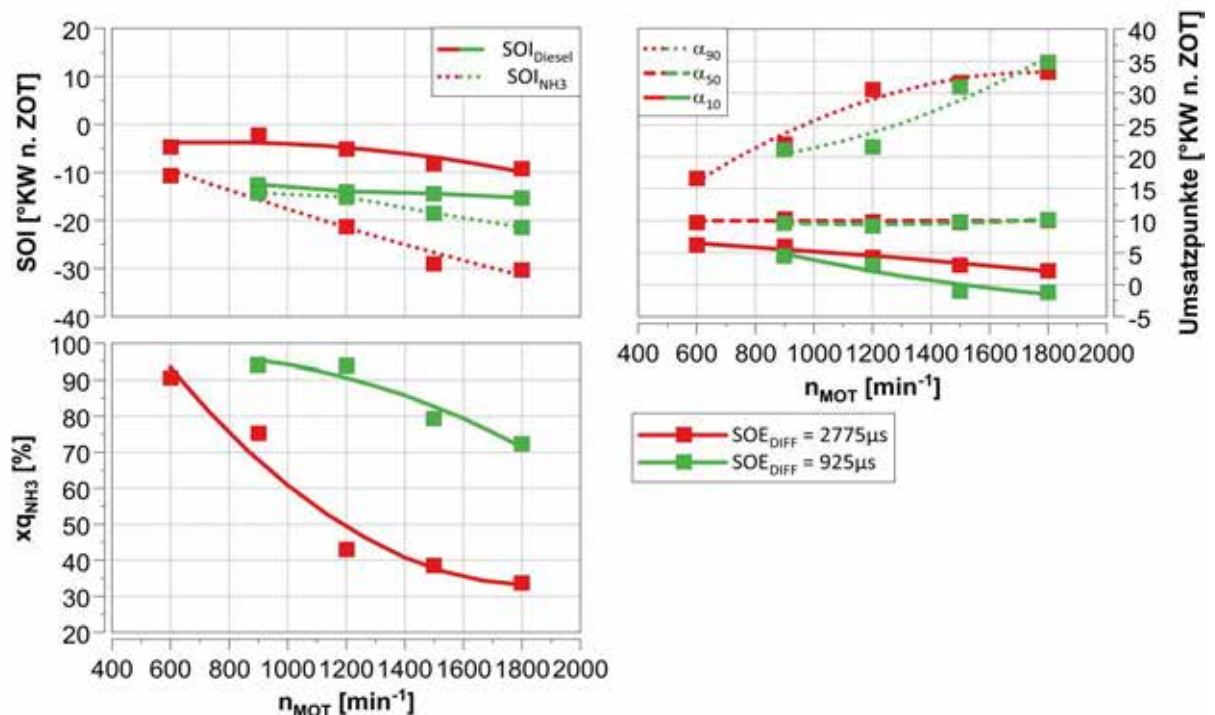 20
10
0
-10
-20
-30
-40
SOI [°KW n. ZOT]
SOI_Diesel
SOI_NH3
α_90
α_50
α_10
40
35
30
25
20
15
10
5
0
-5
Umsatzpunkte [°KW n. ZOT]
400 600 800 1000 1200 1400 1600 1800 2000
n_MOT [min⁻¹]
100
90
80
70
60
50
40
30
20
xq_NH3 [%]
400 600 800 1000 1200 1400 1600 1800 2000
n_MOT [min⁻¹]
SOE_DIFF = 2775µs
SOE_DIFF = 925µs